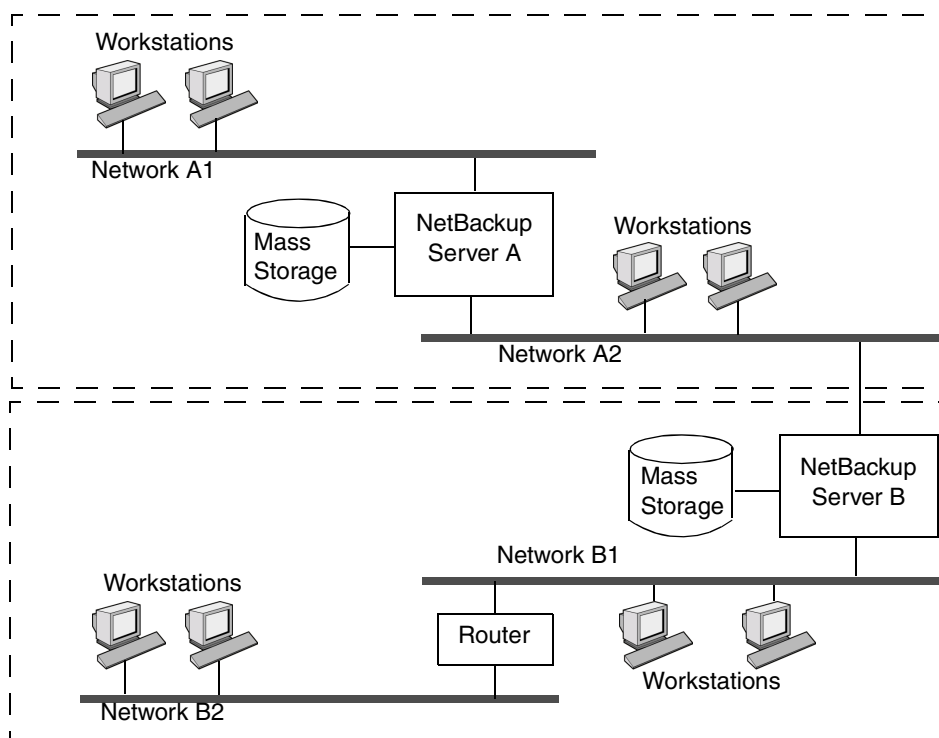 Workstations
Network A1
Mass
Storage
NetBackup
Server A
Workstations
Network A2
Mass
Storage
NetBackup
Server B
Network B1
Workstations
Router
Workstations
Network B2